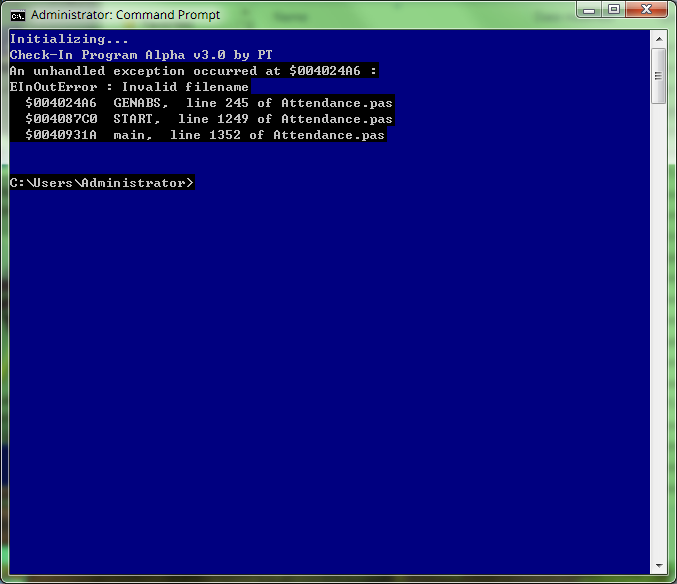 Administrator: Command Prompt
Initializing...
Check-In Program Alpha v3.0 by PT
An unhandled exception occurred at $004024A6 :
EInOutError : Invalid filename
$004024A6 GENABS, line 245 of Attendance.pas
$004087C0 START, line 1249 of Attendance.pas
$0040931A main, line 1352 of Attendance.pas
C:\Users\Administrator>